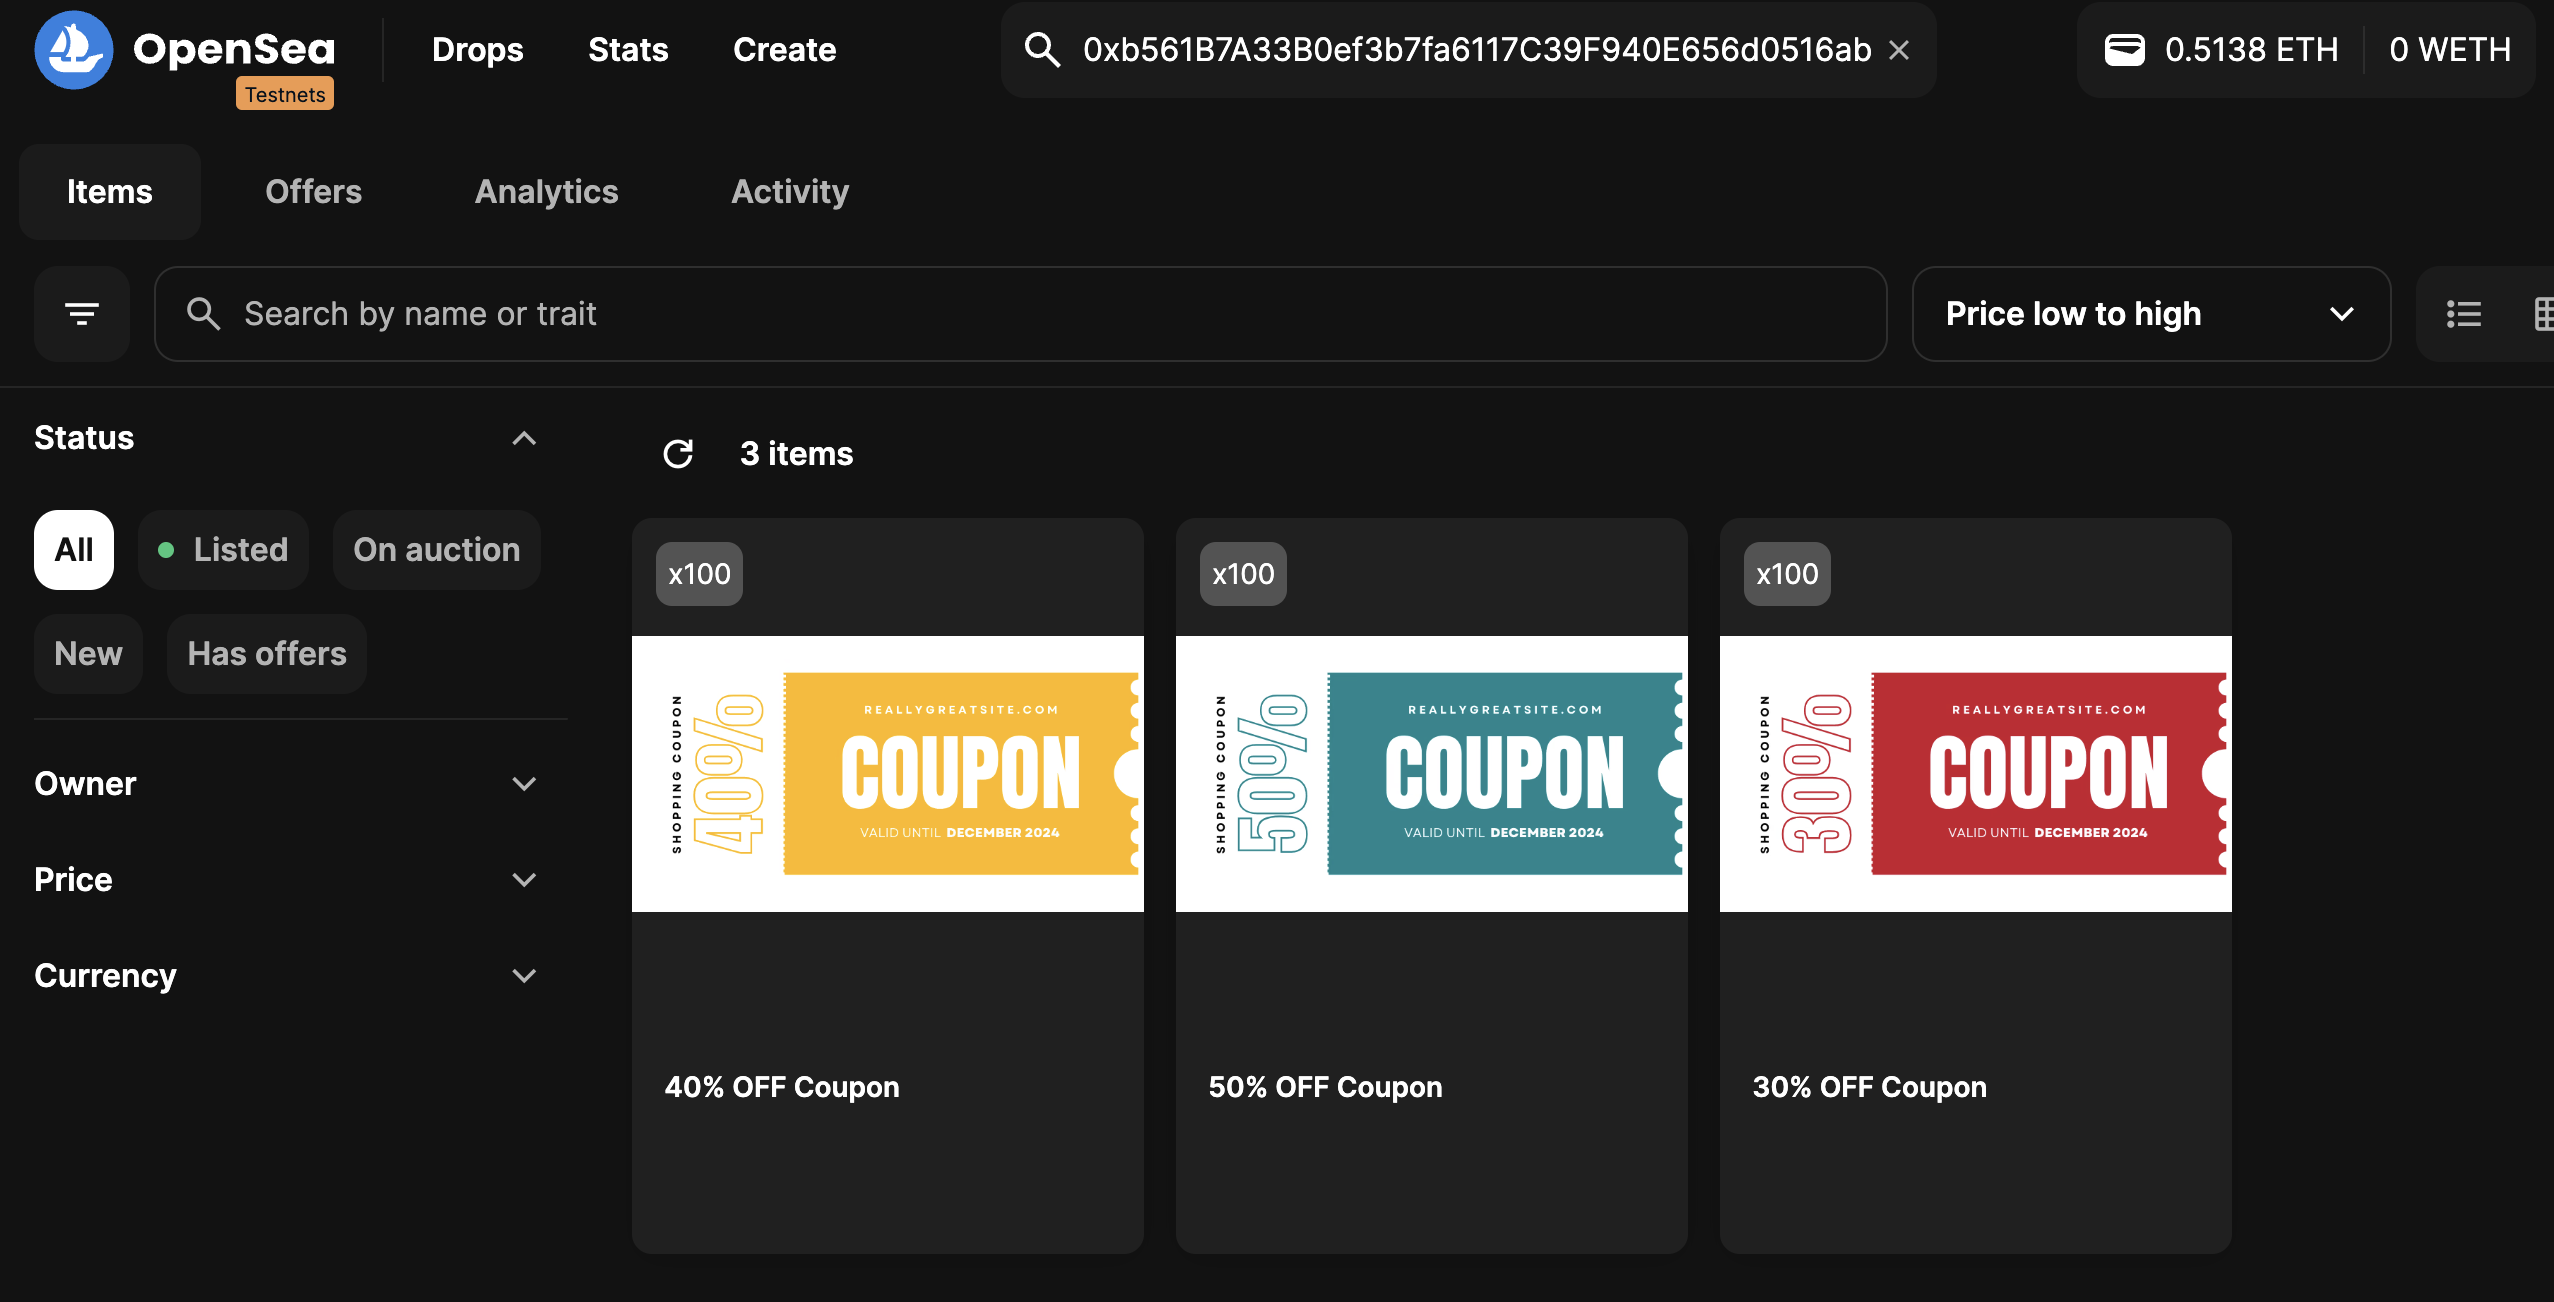 OpenSea
Testnets
Drops
Stats
Create
0xb561B7A33B0ef3b7fa6117C39F940E656d0516ab
0.5138 ETH
0 WETH
Items
Offers
Analytics
Activity
Search by name or trait
Price low to high
Status
All
Listed
On auction
New
Has offers
Owner
Price
Currency
3 items
x100
SHOPPING COUPON
40%
REALLYGREATSITE.COM
COUPON
VALID UNTIL DECEMBER 2024
40% OFF Coupon
x100
SHOPPING COUPON
50%
REALLYGREATSITE.COM
COUPON
VALID UNTIL DECEMBER 2024
50% OFF Coupon
x100
SHOPPING COUPON
30%
REALLYGREATSITE.COM
COUPON
VALID UNTIL DECEMBER 2024
30% OFF Coupon